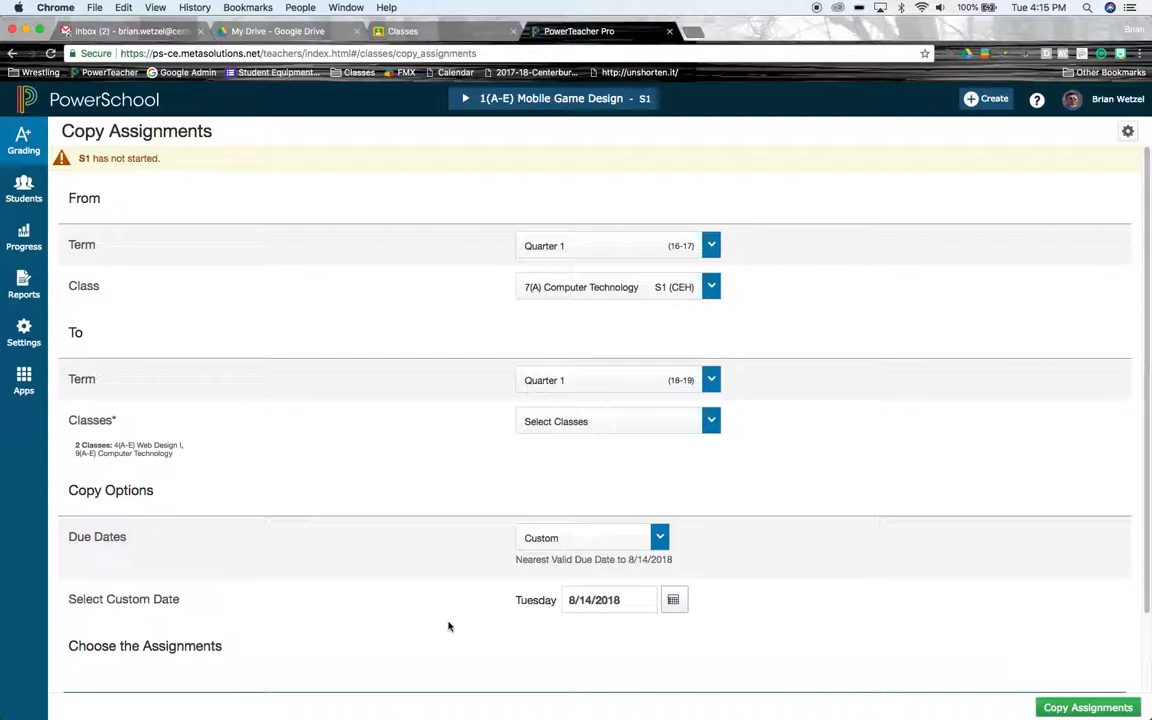 Chrome File Edit View History Bookmarks People Window Help 100% Tue 4:15 PM
Inbox (2) - brian.wetzel@cente My Drive - Google Drive Classes PowerTeacher Pro Brian
Secure https://ps-ce.metasolutions.net/teachers/index.html#/classes/copy_assignments
Wrestling PowerTeacher Google Admin Student Equipment... Classes FMX Calendar 2017-18-Centerbur... http://unshorten.it/ Other Bookmarks
PowerSchool 1(A-E) Mobile Game Design - S1 Create ? Brian Wetzel
Copy Assignments
A+
Grading
S1 has not started.
Students
From
Progress
Term Quarter 1 (16-17)
Reports
Class 7(A) Computer Technology S1 (CEH)
Settings
To
Apps
Term Quarter 1 (18-19)
Classes* Select Classes
2 Classes: 4(A-E) Web Design I,
9(A-E) Computer Technology
Copy Options
Due Dates Custom
Nearest Valid Due Date to 8/14/2018
Select Custom Date Tuesday 8/14/2018
Choose the Assignments
Copy Assignments